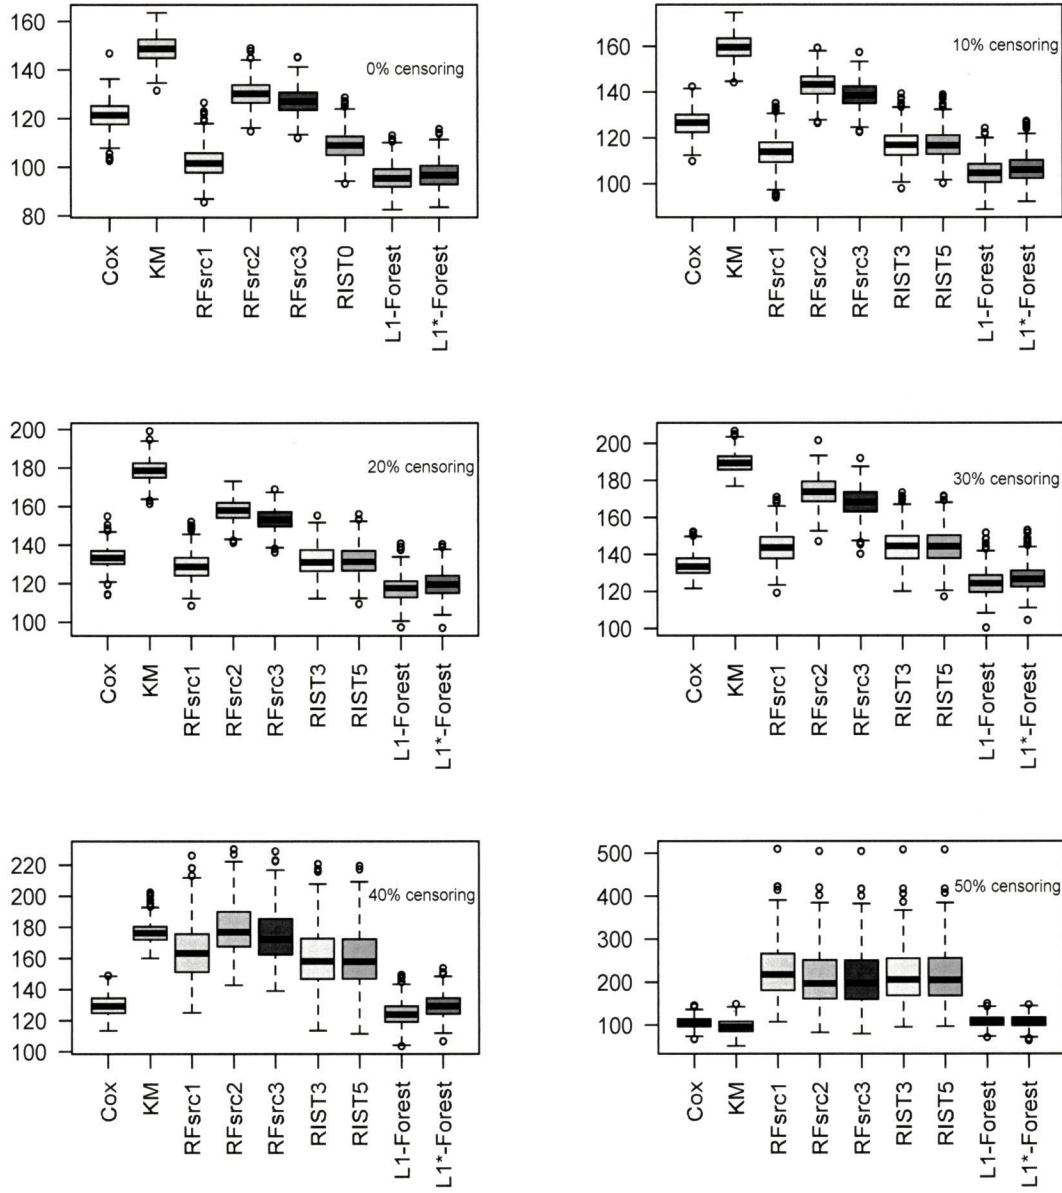 160
140
120
100
80
0% censoring
Cox
KM
RFsrc1
RFsrc2
RFsrc3
RIST0
L1-Forest
L1*-Forest
160
140
120
100
10% censoring
Cox
KM
RFsrc1
RFsrc2
RFsrc3
RIST3
RIST5
L1-Forest
L1*-Forest
200
180
160
140
120
100
20% censoring
Cox
KM
RFsrc1
RFsrc2
RFsrc3
RIST3
RIST5
L1-Forest
L1*-Forest
200
180
160
140
120
100
30% censoring
Cox
KM
RFsrc1
RFsrc2
RFsrc3
RIST3
RIST5
L1-Forest
L1*-Forest
220
200
180
160
140
120
100
40% censoring
Cox
KM
RFsrc1
RFsrc2
RFsrc3
RIST3
RIST5
L1-Forest
L1*-Forest
500
400
300
200
100
50% censoring
Cox
KM
RFsrc1
RFsrc2
RFsrc3
RIST3
RIST5
L1-Forest
L1*-Forest